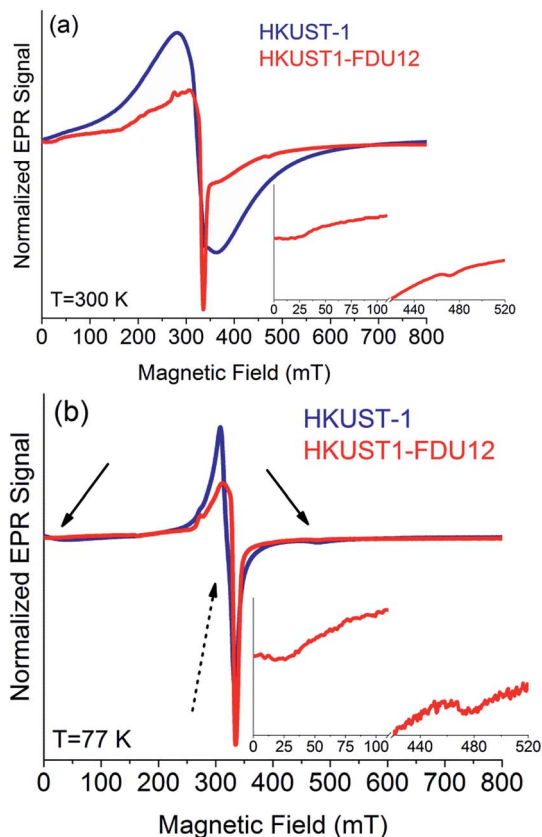 (a)
HKUST-1
HKUST1-FDU12
Normalized EPR Signal
T=300 K
0 25 50 75 100 440 480 520
0 100 200 300 400 500 600 700 800
Magnetic Field (mT)
(b)
HKUST-1
HKUST1-FDU12
Normalized EPR Signal
T=77 K
0 25 50 75 100 440 480 520
0 100 200 300 400 500 600 700 800
Magnetic Field (mT)